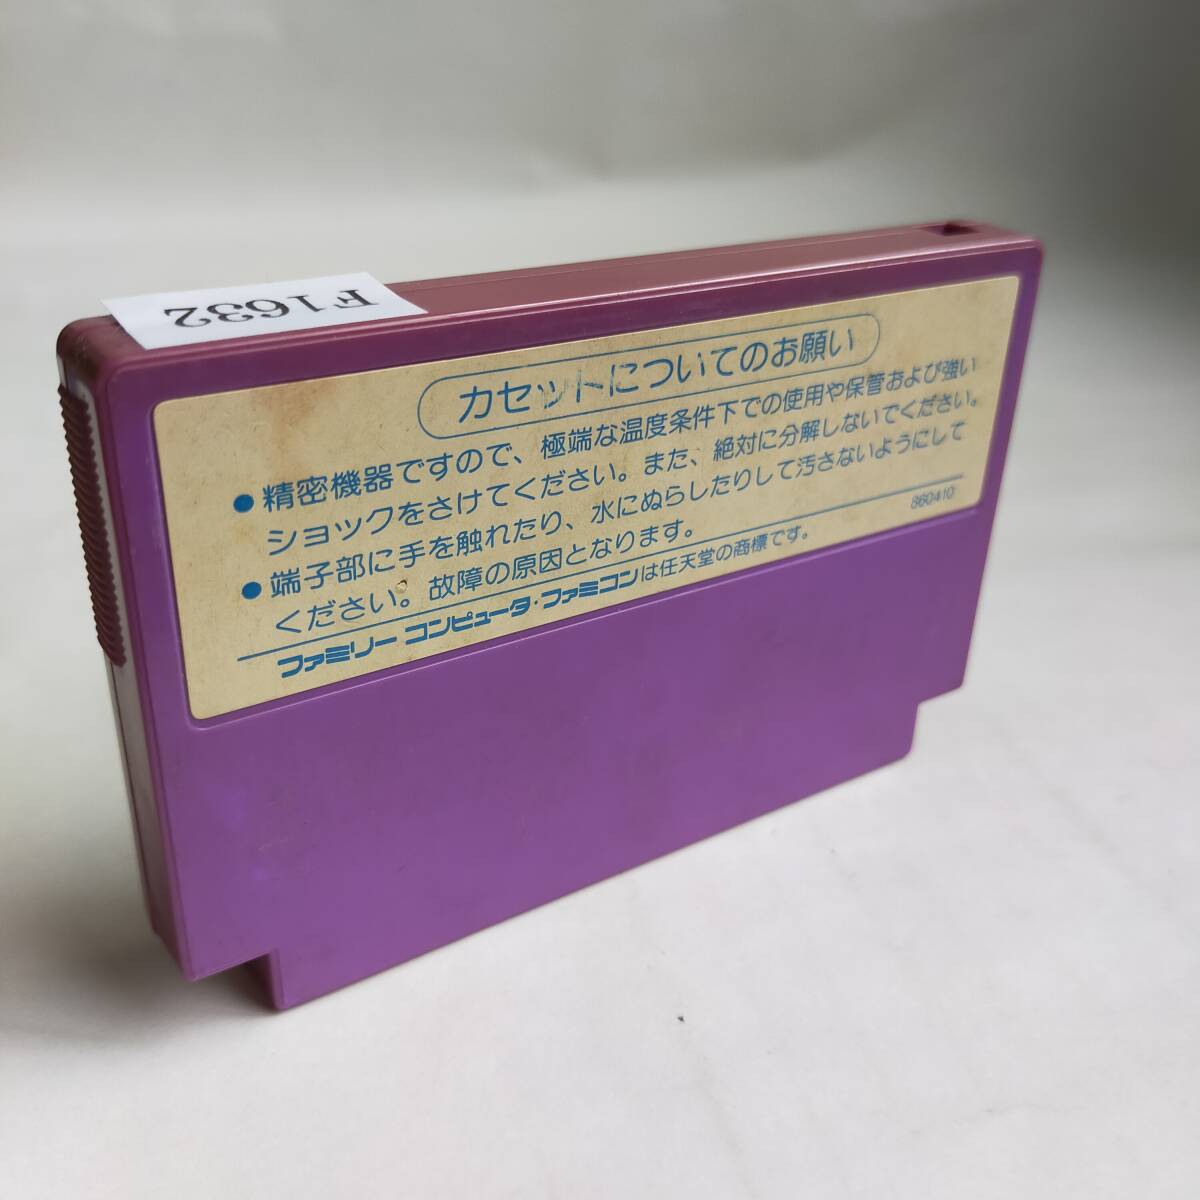 F1632
カセットについてのお願い
●精密機器ですので、極端な温度条件下での使用や保管および強い
ショックをさけてください。また、絶対に分解しないでください。
●端子部に手を触れたり、水にぬらしたりして汚さないようにして
ください。故障の原因となります。
860410
ファミリーコンピュータ・ファミコンは任天堂の商標です。